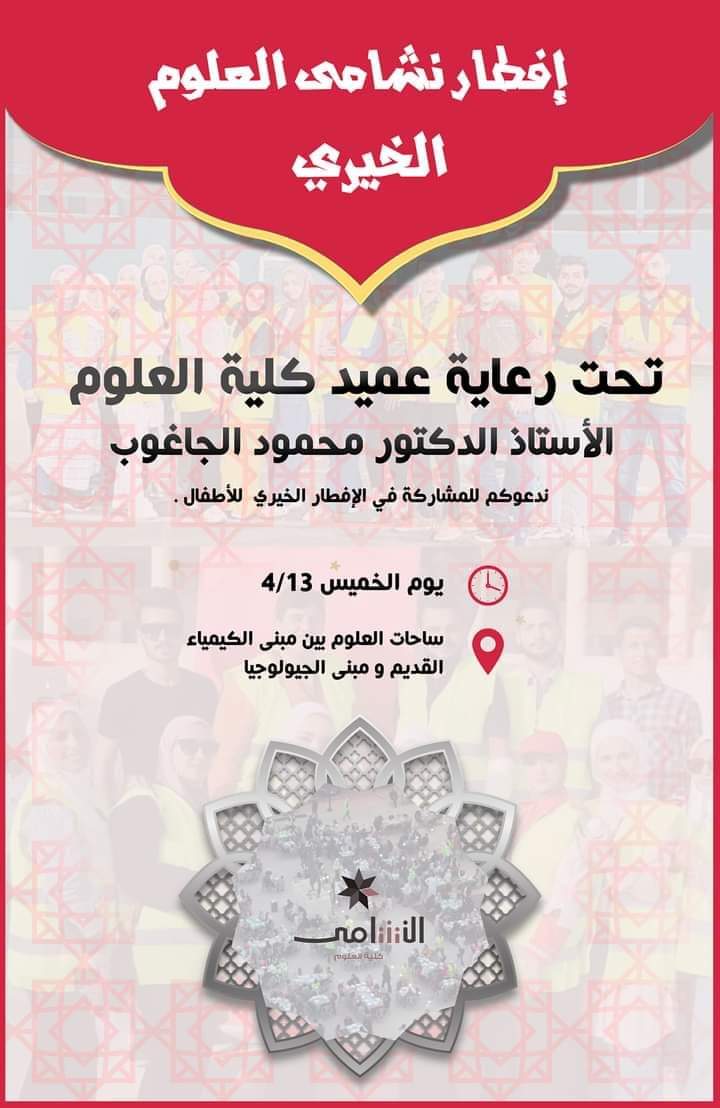 إفطار نشامى العلوم
الخيري
تحت رعاية عميد كلية العلوم
الأستاذ الدكتور محمود الجاغوب
ندعوكم للمشاركة في الإفطار الخيري للأطفال .
يوم الخميس 4/13
ساحات العلوم بين مبنى الكيمياء
القديم و مبنى الجيولوجيا
النشامى
كلية العلوم